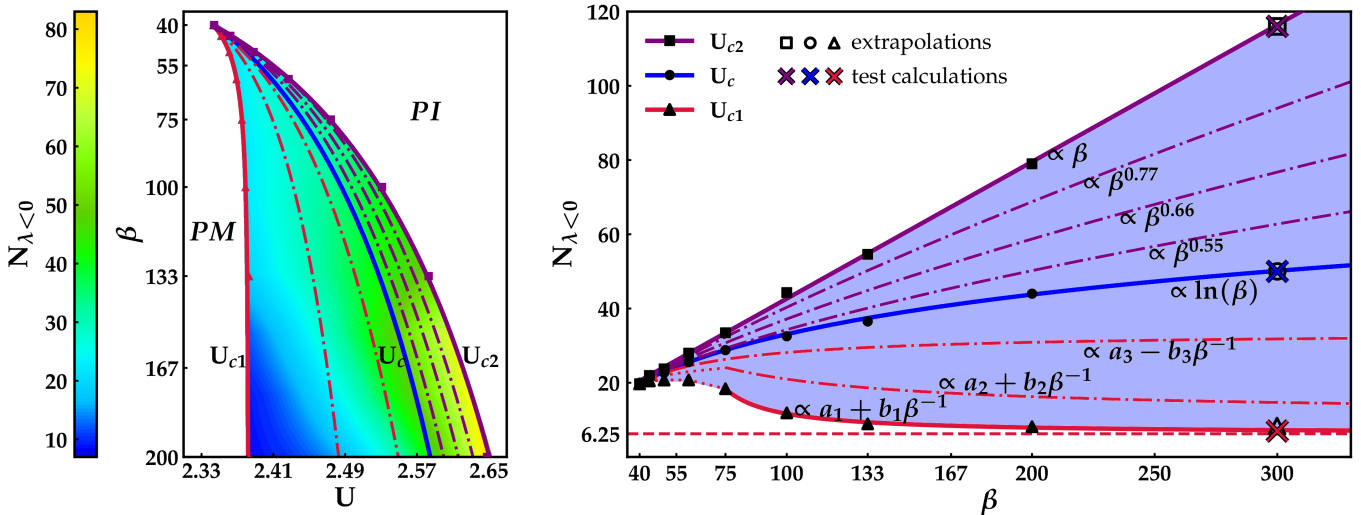 N_{λ<0}
80
70
60
50
40
30
20
10
β
40
55
75
100
133
167
200
PI
PM
U_{c1}
U_c
U_{c2}
2.33
2.41
2.49
2.57
2.65
U
N_{λ<0}
120
100
80
60
40
20
6.25
U_{c2}
U_c
U_{c1}
extrapolations
test calculations
∝ β
∝ β^{0.77}
∝ β^{0.66}
∝ β^{0.55}
∝ ln(β)
∝ a_3 − b_3β^{−1}
∝ a_2 + b_2β^{−1}
∝ a_1 + b_1β^{−1}
40
55
75
100
133
167
200
250
300
β